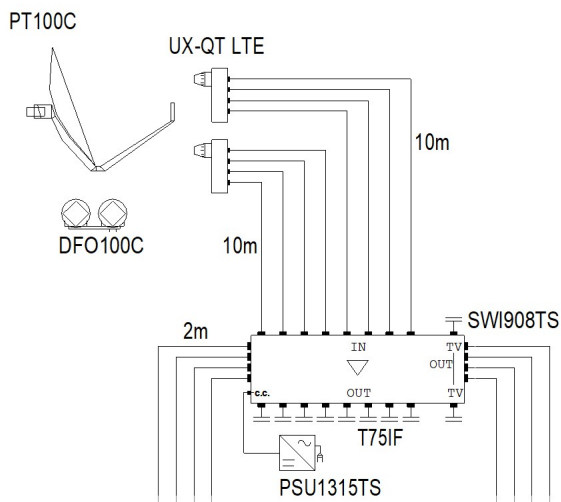 PT100C
UX-QT LTE
10m
DFO100C
10m
2m
SWI908TS
IN
TV
OUT
c.c.
OUT
TV
T75IF
PSU1315TS